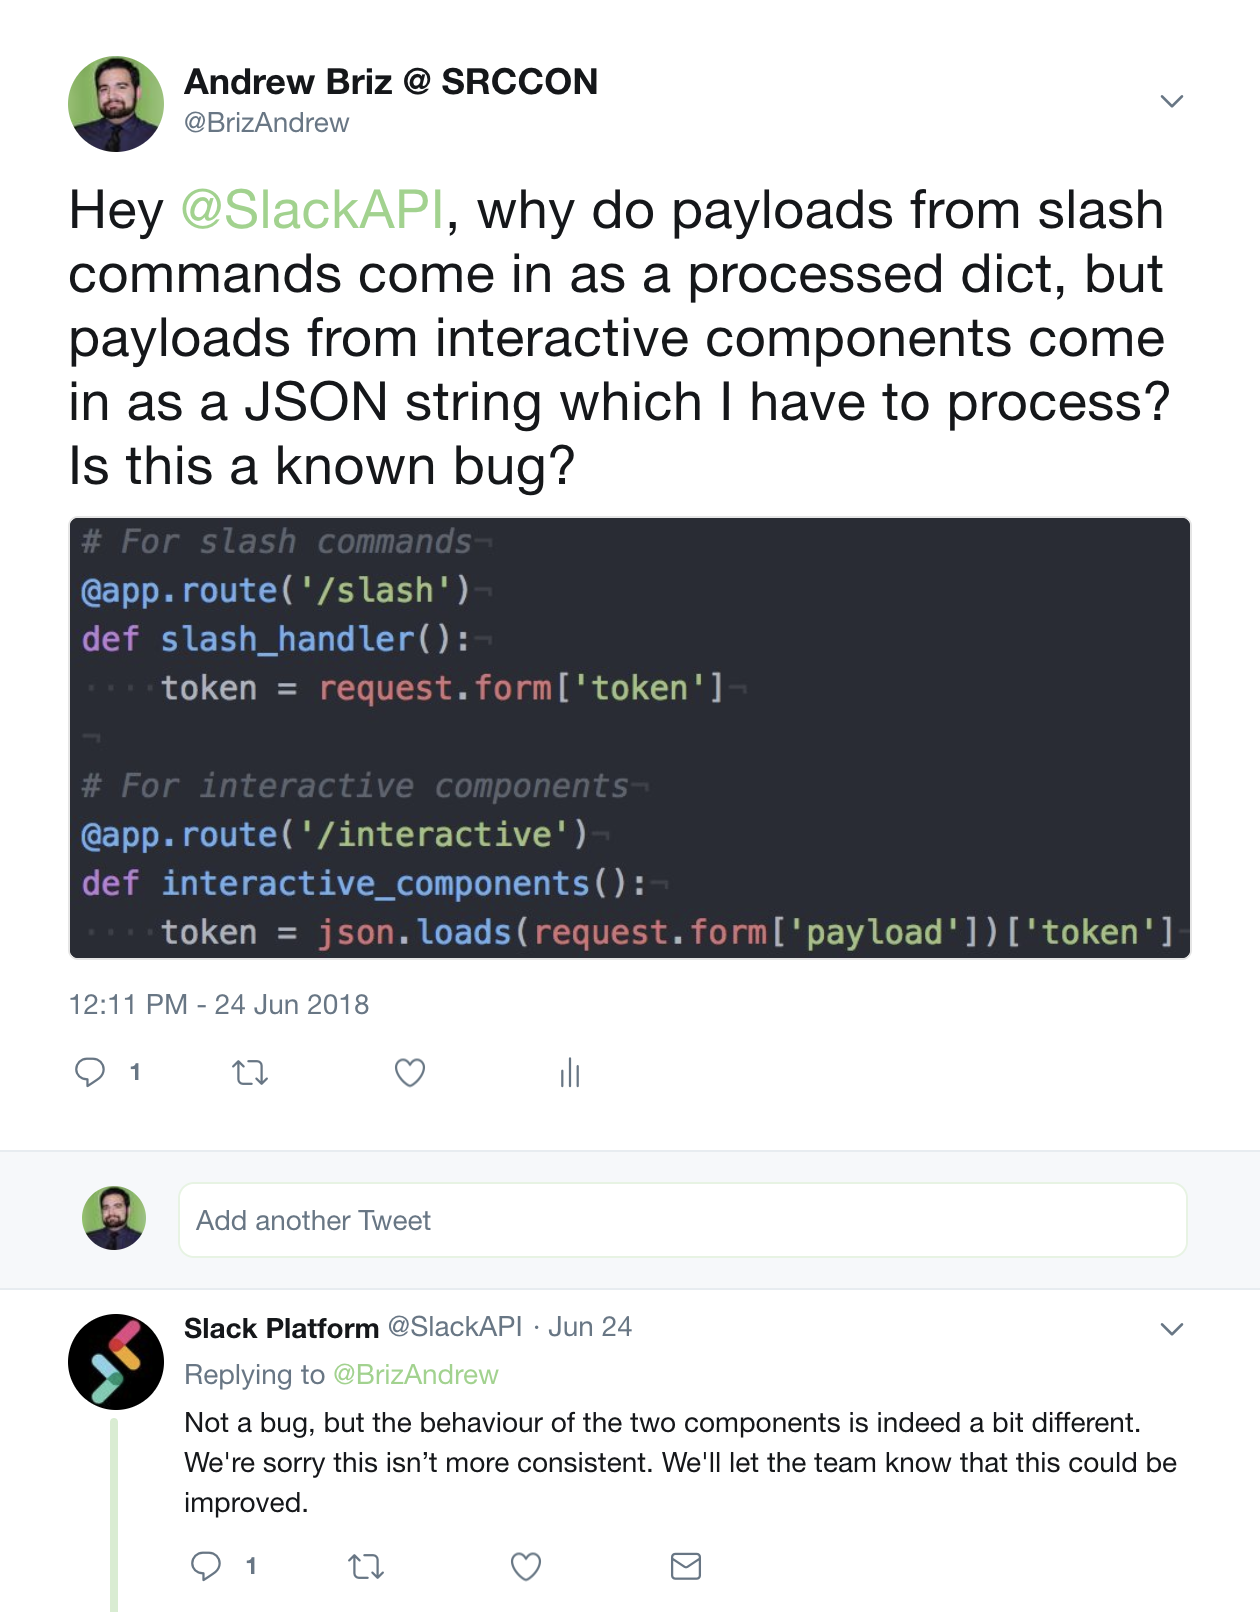 Andrew Briz @ SRCCON
@BrizAndrew
Hey @SlackAPI, why do payloads from slash
commands come in as a processed dict, but
payloads from interactive components come
in as a JSON string which I have to process?
Is this a known bug?
# For slash commands¬
@app.route('/slash')¬
def slash_handler():¬
····token = request.form['token']¬
¬
# For interactive components¬
@app.route('/interactive')¬
def interactive_components():¬
····token = json.loads(request.form['payload'])['token']¬
12:11 PM - 24 Jun 2018
1
Add another Tweet
Slack Platform @SlackAPI · Jun 24
Replying to @BrizAndrew
Not a bug, but the behaviour of the two components is indeed a bit different.
We're sorry this isn’t more consistent. We'll let the team know that this could be
improved.
1